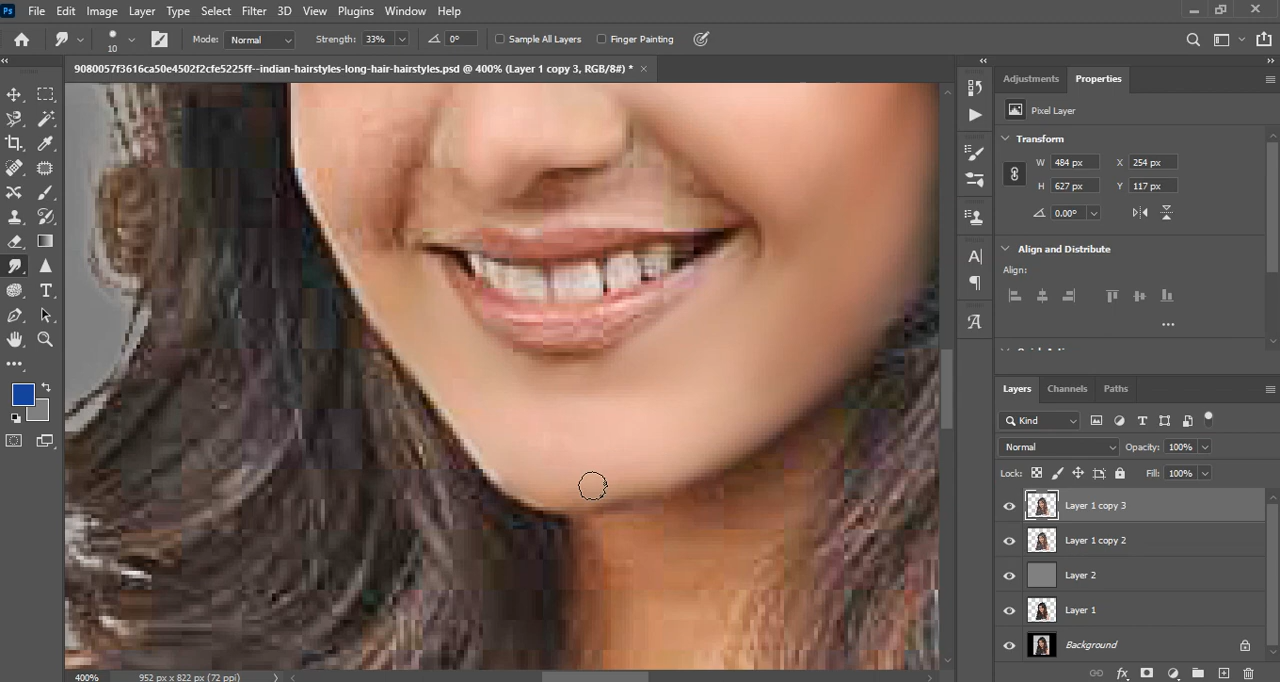 Ps File Edit Image Layer Type Select Filter 3D View Plugins Window Help
10 Mode: Normal Strength: 33% 0° Sample All Layers Finger Painting
9080057f3616ca50e4502f2cfe5225ff--indian-hairstyles-long-hair-hairstyles.psd @ 400% (Layer 1 copy 3, RGB/8#) *
Adjustments Properties
Pixel Layer
Transform
W 484 px X 254 px
H 627 px Y 117 px
0.00°
Align and Distribute
Align:
Layers Channels Paths
Kind
Normal Opacity: 100%
Lock: Fill: 100%
Layer 1 copy 3
Layer 1 copy 2
Layer 2
Layer 1
Background
400% 952 px x 822 px (72 ppi)